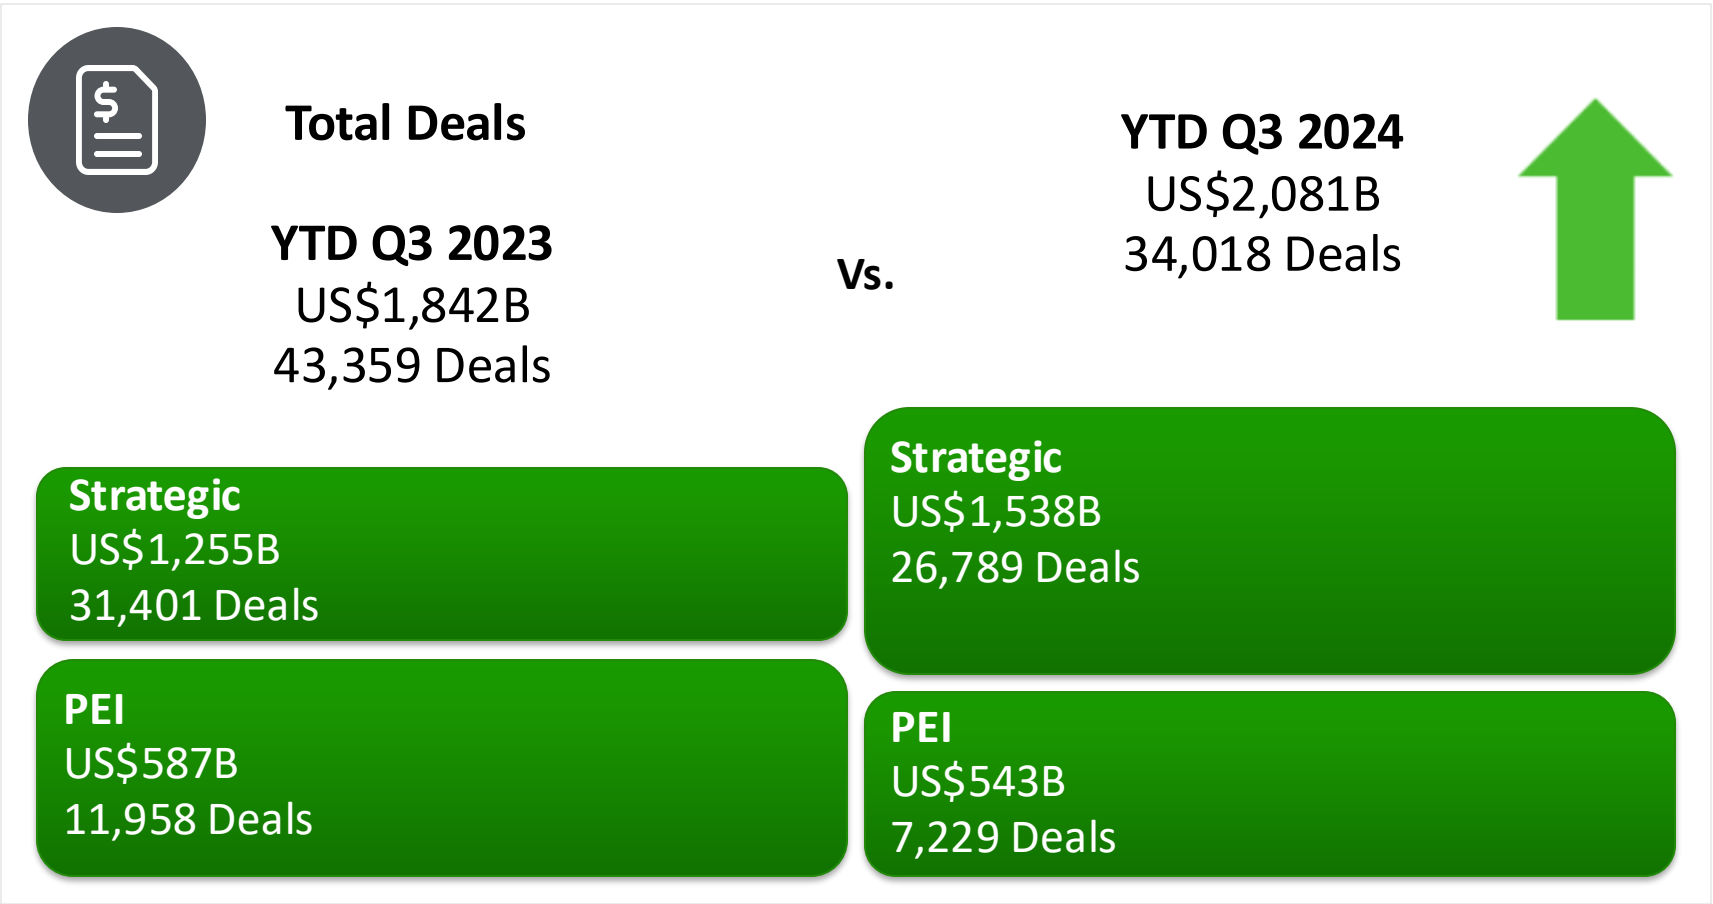 $
Total Deals
YTD Q3 2023
US$1,842B
43,359 Deals
Vs.
YTD Q3 2024
US$2,081B
34,018 Deals
Strategic
US$1,255B
31,401 Deals
PEI
US$587B
11,958 Deals
Strategic
US$1,538B
26,789 Deals
PEI
US$543B
7,229 Deals